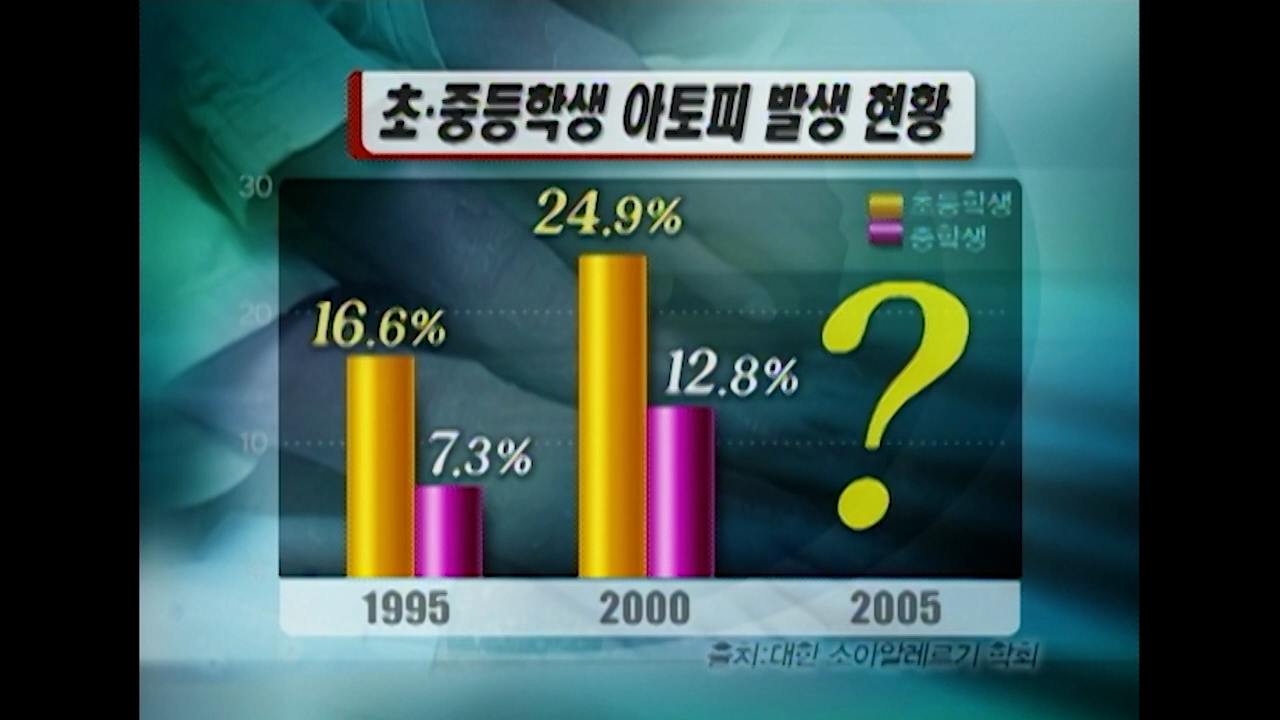 초·중등학생 아토피 발생 현황
30
초등학생
중학생
24.9%
20
16.6%
?
12.8%
10
7.3%
1995 2000 2005
출처:대한 소아알레르기 학회